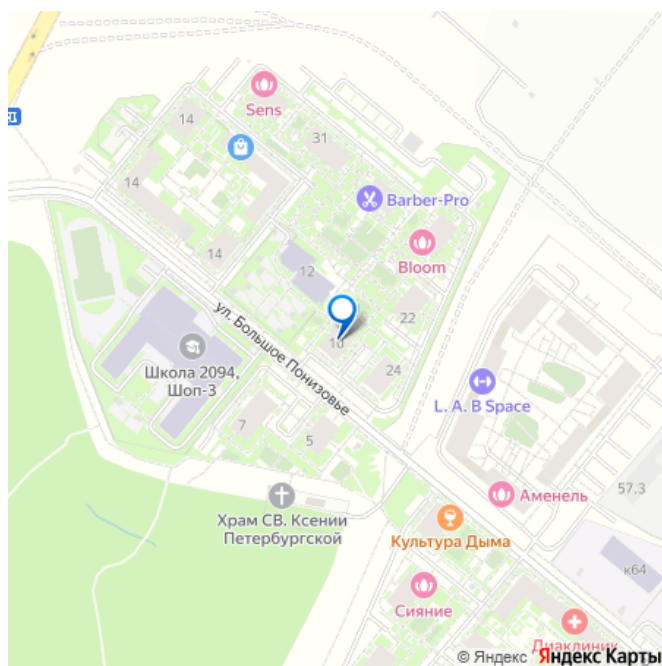 Sens
14
31
14
Barber-Pro
14
Bloom
12
22
10
ул. Большое Понизовье
Школа 2094,
Шоп-3
24
L. A. B Space
7
5
57.3
Аменель
Храм СВ. Ксении
Петербургской
Культура Дыма
к64
Сияние
Диаклиник
© Яндекс Яндекс Карты